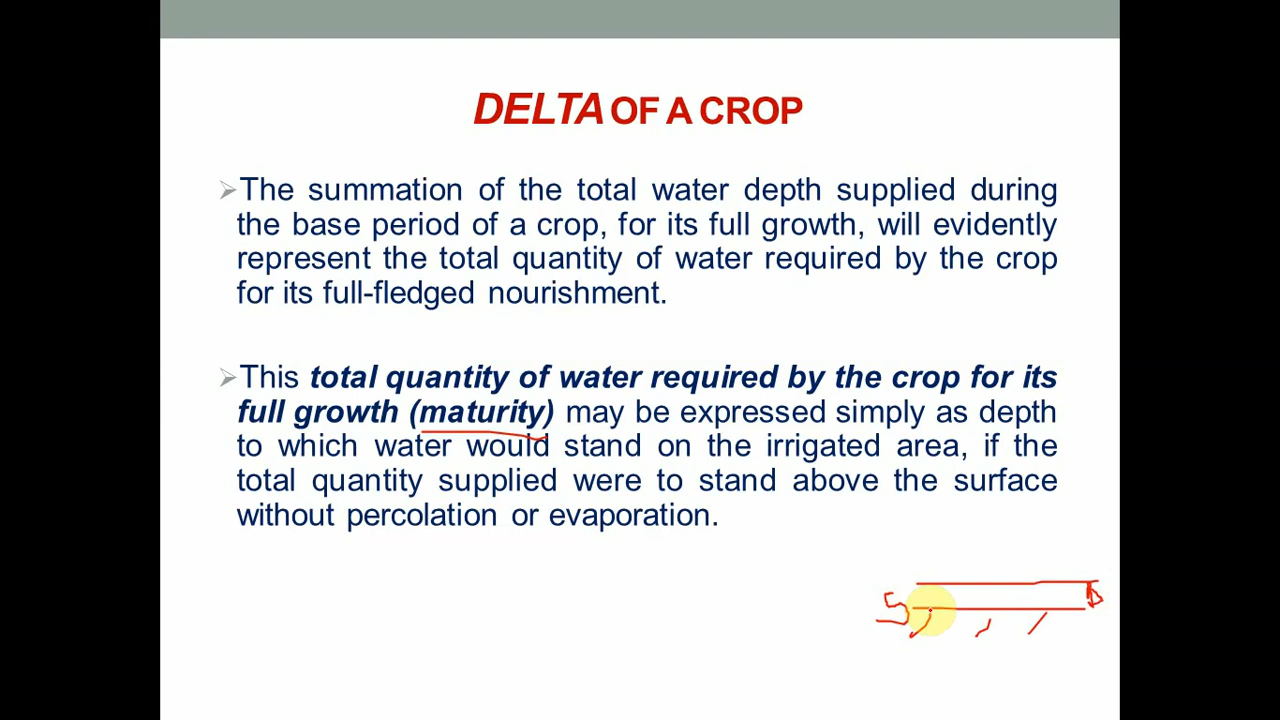 DELTA OF A CROP
➢The summation of the total water depth supplied during
the base period of a crop, for its full growth, will evidently
represent the total quantity of water required by the crop
for its full-fledged nourishment.
➢This total quantity of water required by the crop for its
full growth (maturity) may be expressed simply as depth
to which water would stand on the irrigated area, if the
total quantity supplied were to stand above the surface
without percolation or evaporation.